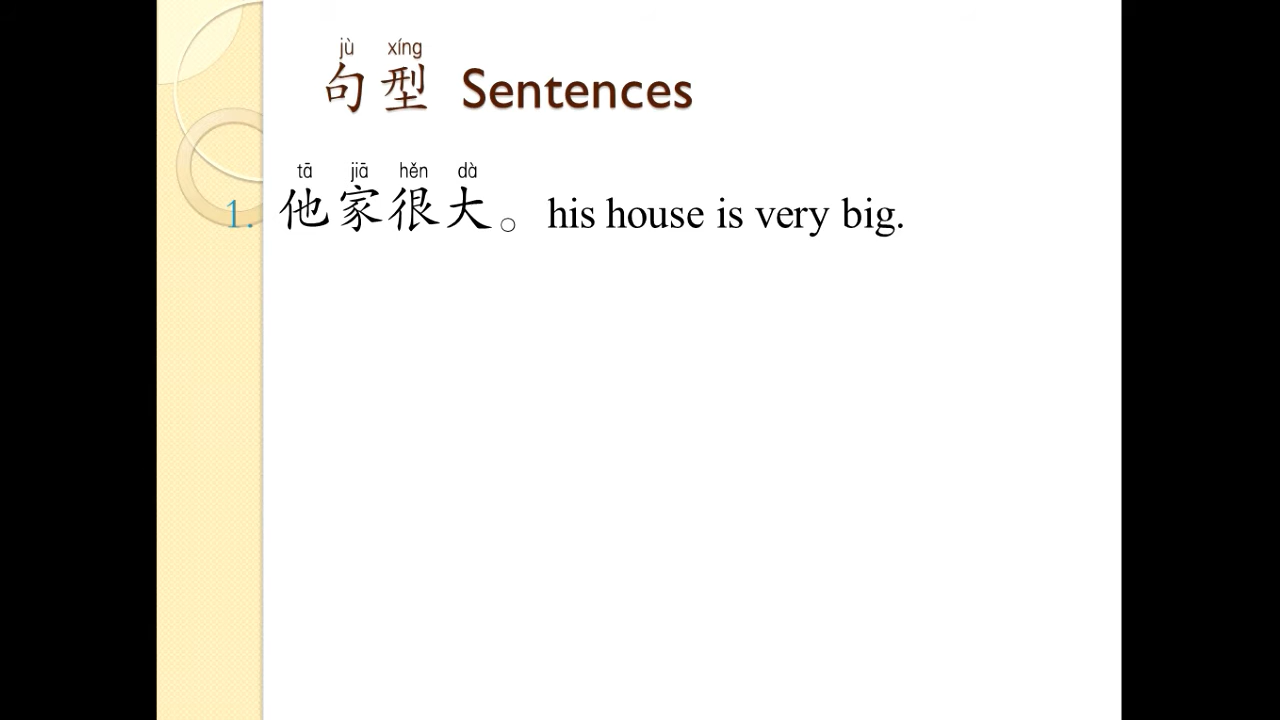 jù xíng
句型 Sentences
tā jiā hěn dà
1. 他家很大。his house is very big.